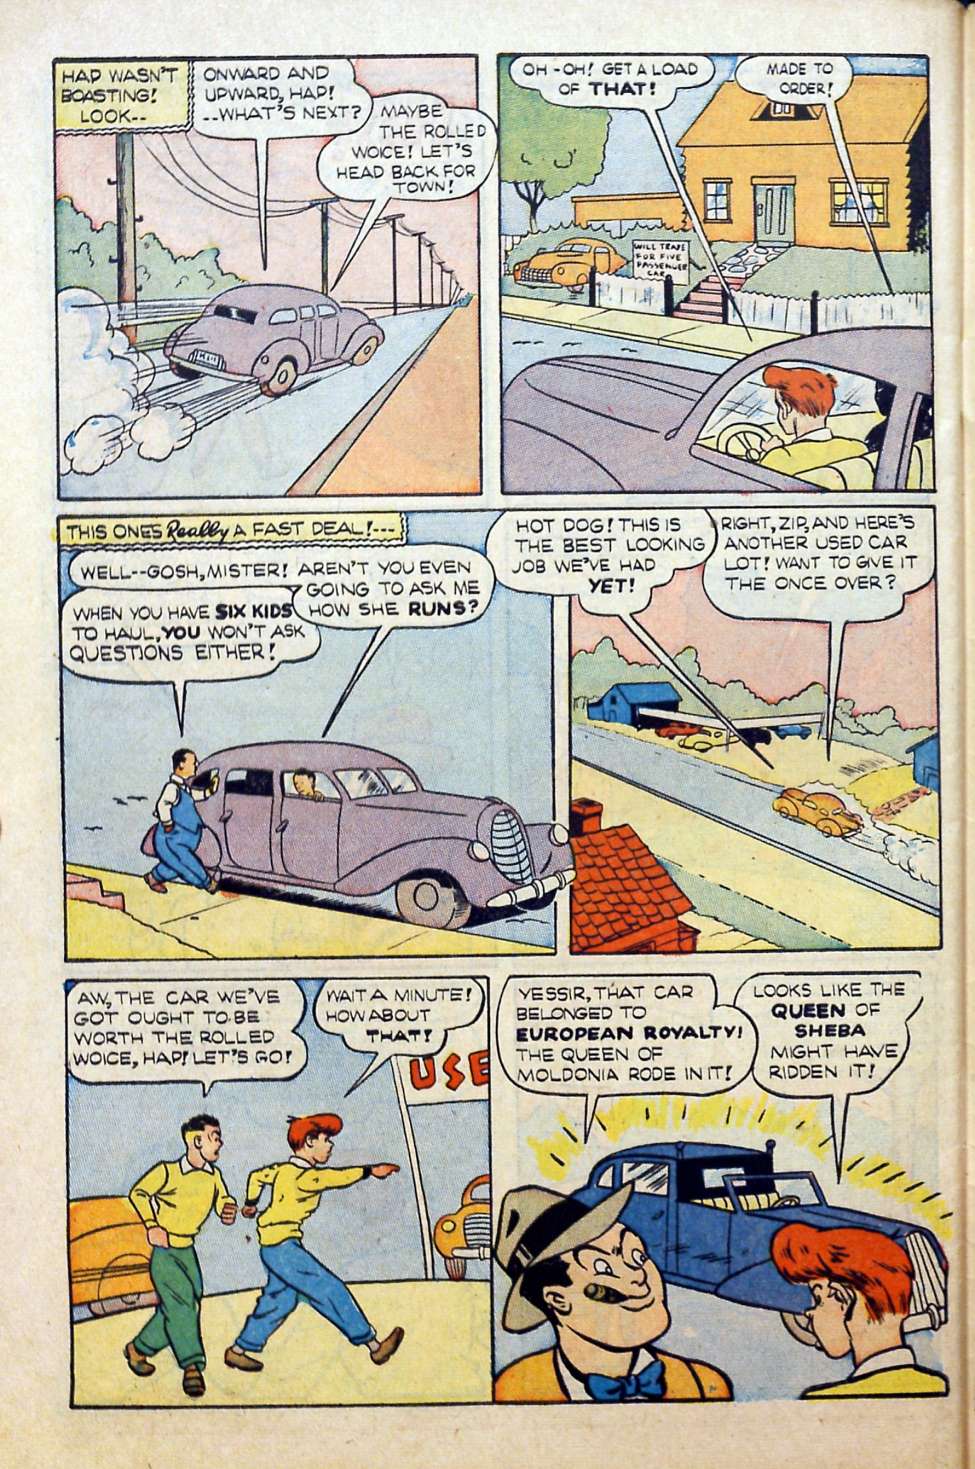 HAP WASN'T
BOASTING!
LOOK--
ONWARD AND
UPWARD, HAP!
--WHAT'S NEXT?
MAYBE
THE ROLLED
WOICE! LET'S
HEAD BACK FOR
TOWN!
OH-OH! GET A LOAD
OF THAT!
MADE TO
ORDER!
WILL TRADE
FOR FIVE
PASSENGER
CAR
THIS ONE'S Really A FAST DEAL!---
WELL--GOSH, MISTER! AREN'T YOU EVEN
GOING TO ASK ME
HOW SHE RUNS?
WHEN YOU HAVE SIX KIDS
TO HAUL, YOU WON'T ASK
QUESTIONS EITHER!
HOT DOG! THIS IS
THE BEST LOOKING
JOB WE'VE HAD
YET!
RIGHT, ZIP, AND HERE'S
ANOTHER USED CAR
LOT! WANT TO GIVE IT
THE ONCE OVER?
AW, THE CAR WE'VE
GOT OUGHT TO BE
WORTH THE ROLLED
WOICE, HAP! LET'S GO!
WAIT A MINUTE!
HOW ABOUT
THAT!
USE
YESSIR, THAT CAR
BELONGED TO
EUROPEAN ROYALTY!
THE QUEEN OF
MOLDONIA RODE IN IT!
LOOKS LIKE THE
QUEEN OF
SHEBA
MIGHT HAVE
RIDDEN IT!